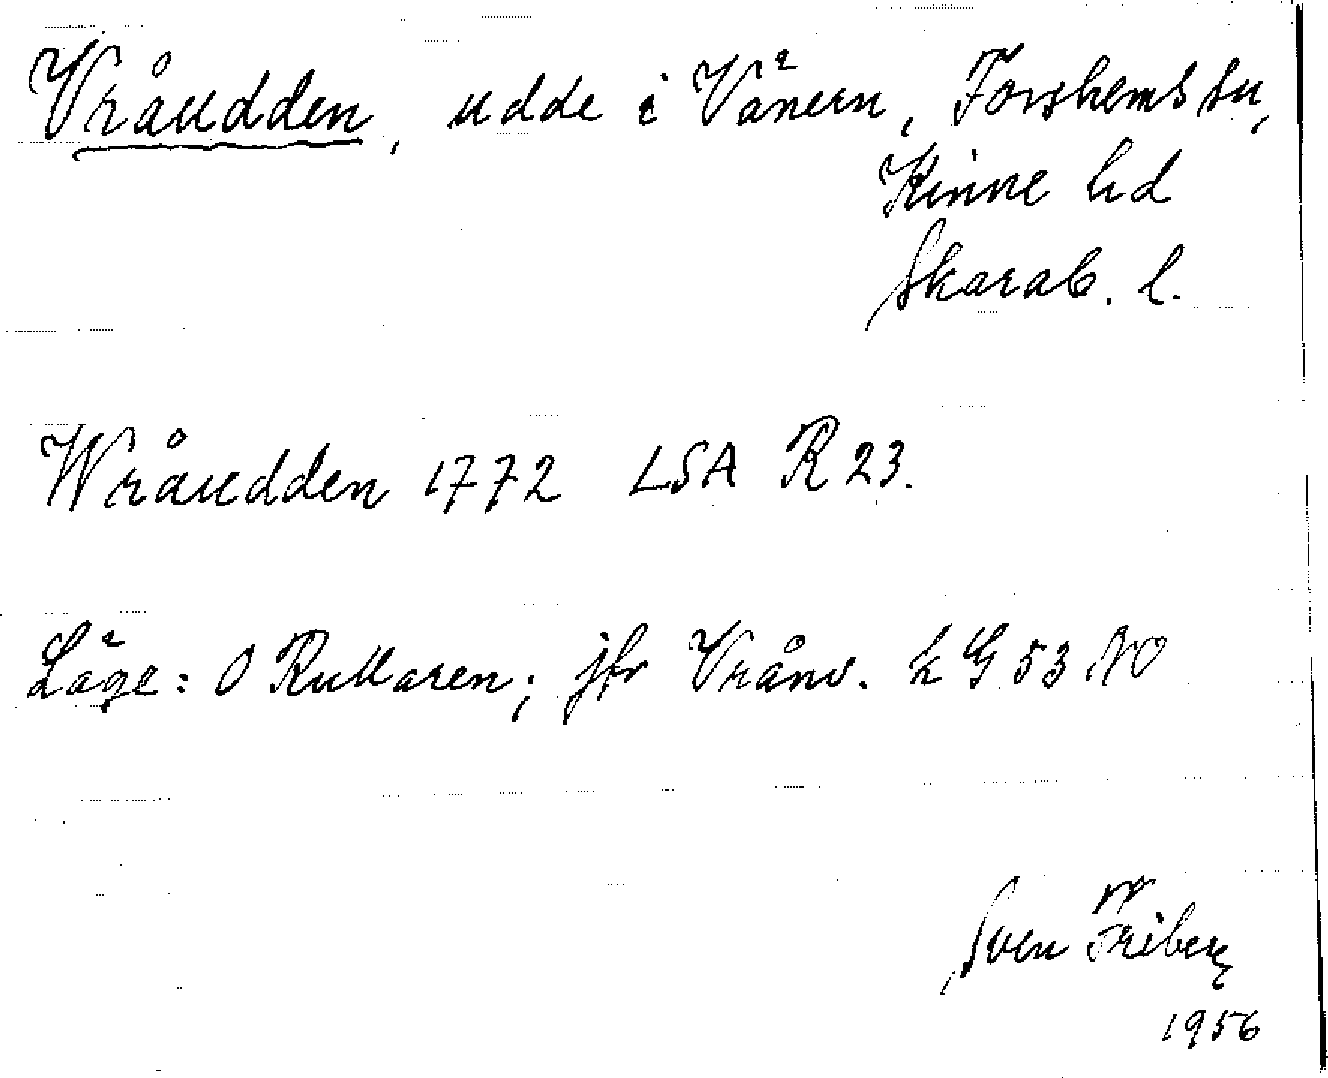 Vråudden, udde i Vänern, Forshems sn,
Kinne hd
Skarab. l.
Wråudden 1772 LSA R 23.
Läge: O Rullaren; jfr Vrånv. k G 53 NO
Sven Friberg
1956